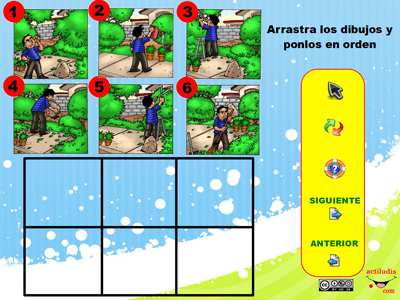 1
2
3
Arrastra los dibujos y
ponlos en orden
4
5
6
SIGUIENTE
ANTERIOR
actiludis
.com